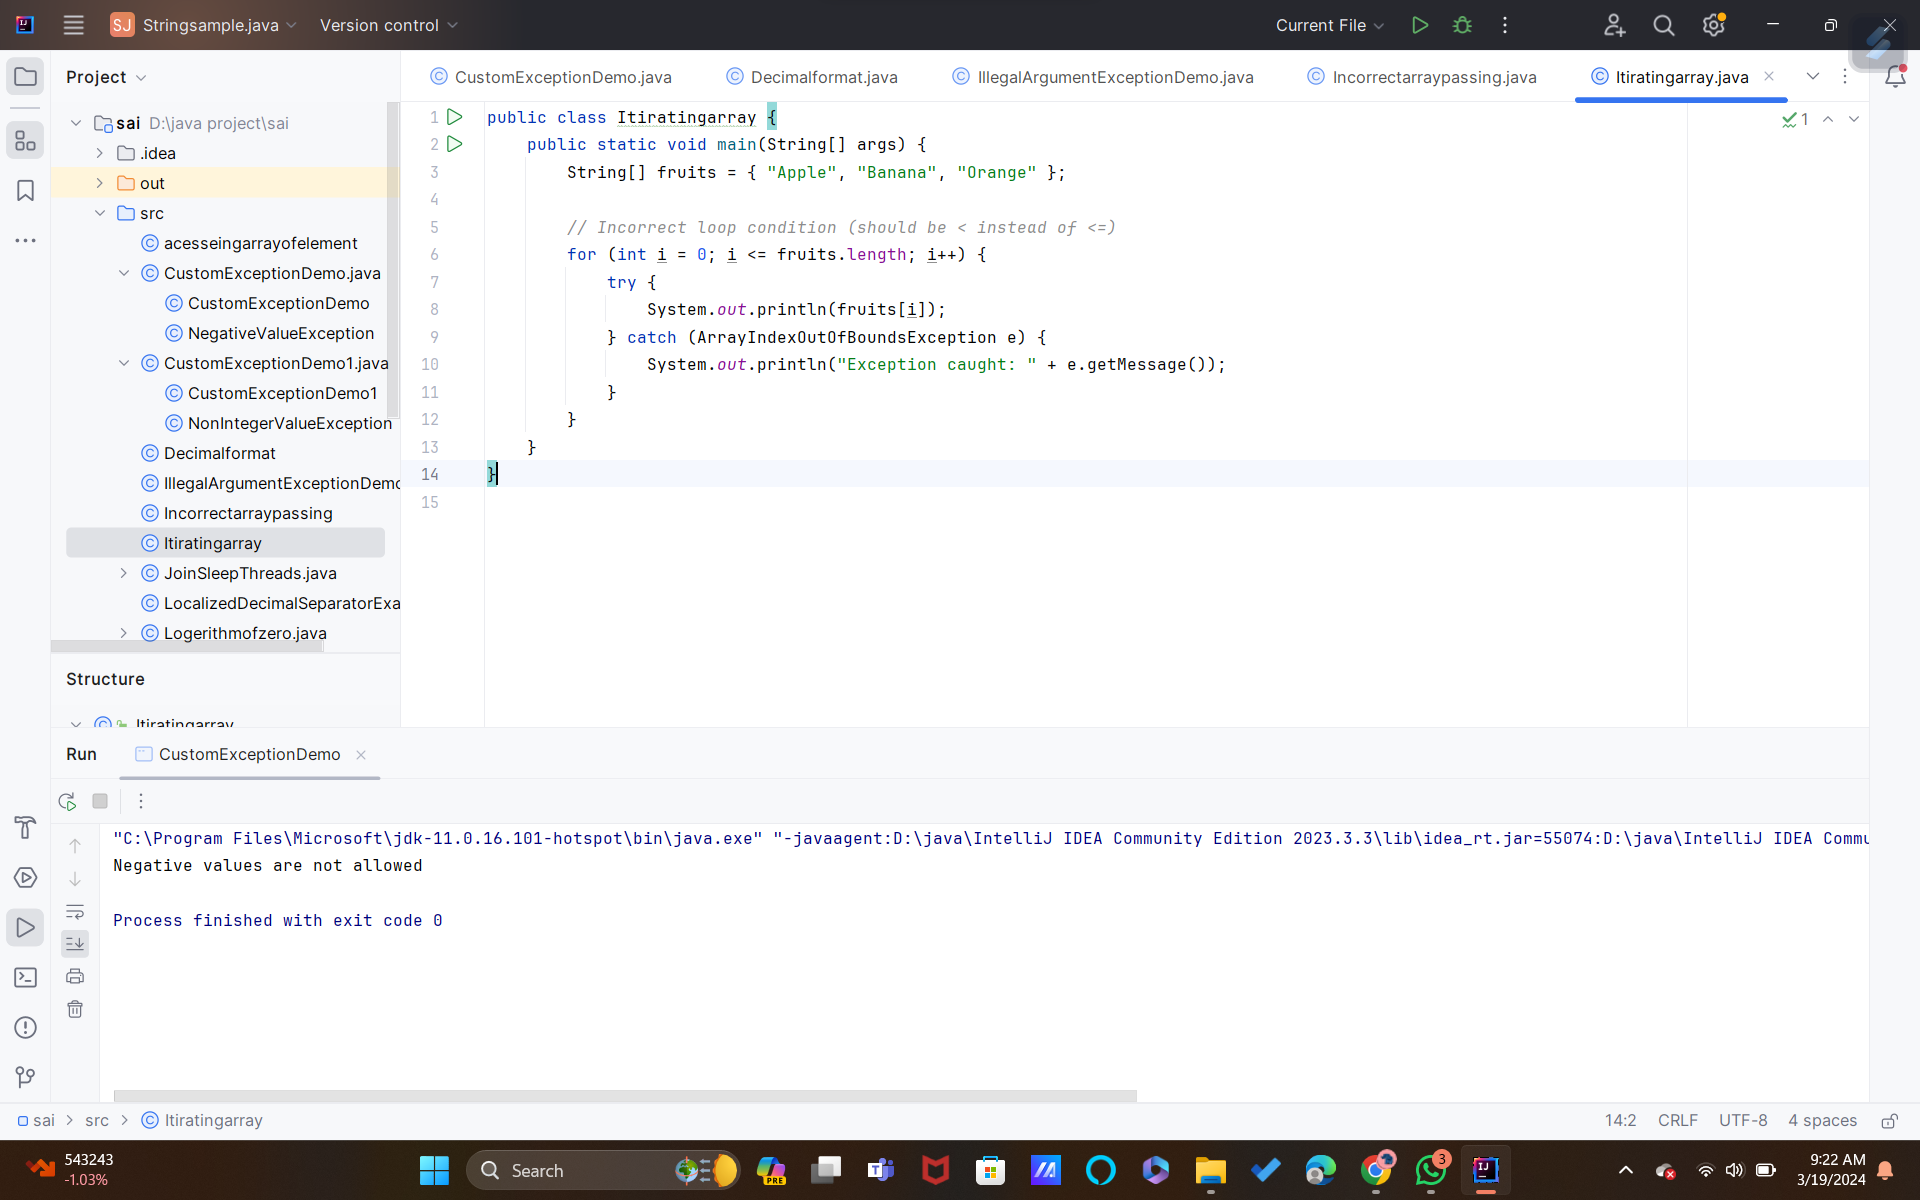 SJ Stringsample.java Version control Current File
Project
CustomExceptionDemo.java Decimalformat.java IllegalArgumentExceptionDemo.java Incorrectarraypassing.java Itiratingarray.java
sai D:\java project\sai
.idea
out
src
acesseingarrayofelement
CustomExceptionDemo.java
CustomExceptionDemo
NegativeValueException
CustomExceptionDemo1.java
CustomExceptionDemo1
NonIntegerValueException
Decimalformat
IllegalArgumentExceptionDemo
Incorrectarraypassing
Itiratingarray
JoinSleepThreads.java
LocalizedDecimalSeparatorExa
Logerithmofzero.java
Structure
Itiratingarray
1 public class Itiratingarray {
2 public static void main(String[] args) {
3 String[] fruits = { "Apple", "Banana", "Orange" };
4
5 // Incorrect loop condition (should be < instead of <=)
6 for (int i = 0; i <= fruits.length; i++) {
7 try {
8 System.out.println(fruits[i]);
9 } catch (ArrayIndexOutOfBoundsException e) {
10 System.out.println("Exception caught: " + e.getMessage());
11 }
12 }
13 }
14 }
15
1
Run CustomExceptionDemo
"C:\Program Files\Microsoft\jdk-11.0.16.101-hotspot\bin\java.exe" "-javaagent:D:\java\IntelliJ IDEA Community Edition 2023.3.3\lib\idea_rt.jar=55074:D:\java\IntelliJ IDEA Commu
Negative values are not allowed
Process finished with exit code 0
sai > src > Itiratingarray 14:2 CRLF UTF-8 4 spaces
543243
-1.03%
Search
PRE
3
IJ
9:22 AM
3/19/2024